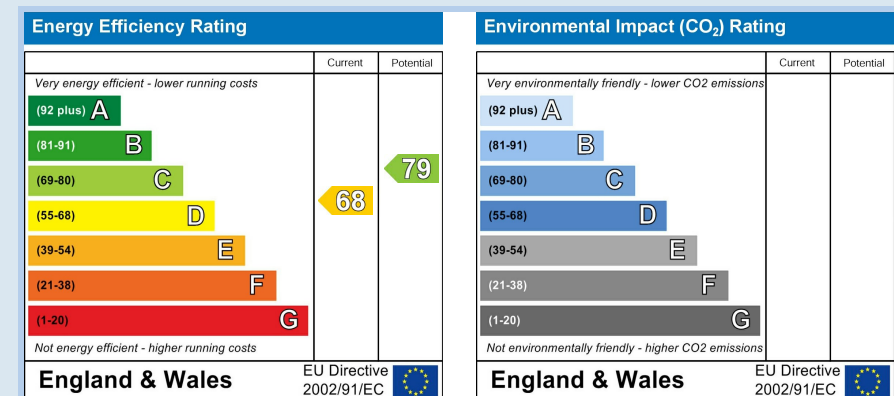 Energy Efficiency Rating
Current Potential
Very energy efficient - lower running costs
(92 plus) A
(81-91) B
(69-80) C
79
(55-68) D
68
(39-54) E
(21-38) F
(1-20) G
Not energy efficient - higher running costs
England & Wales
EU Directive
2002/91/EC
Environmental Impact (CO₂) Rating
Current Potential
Very environmentally friendly - lower CO2 emissions
(92 plus) A
(81-91) B
(69-80) C
(55-68) D
(39-54) E
(21-38) F
(1-20) G
Not environmentally friendly - higher CO2 emissions
England & Wales
EU Directive
2002/91/EC